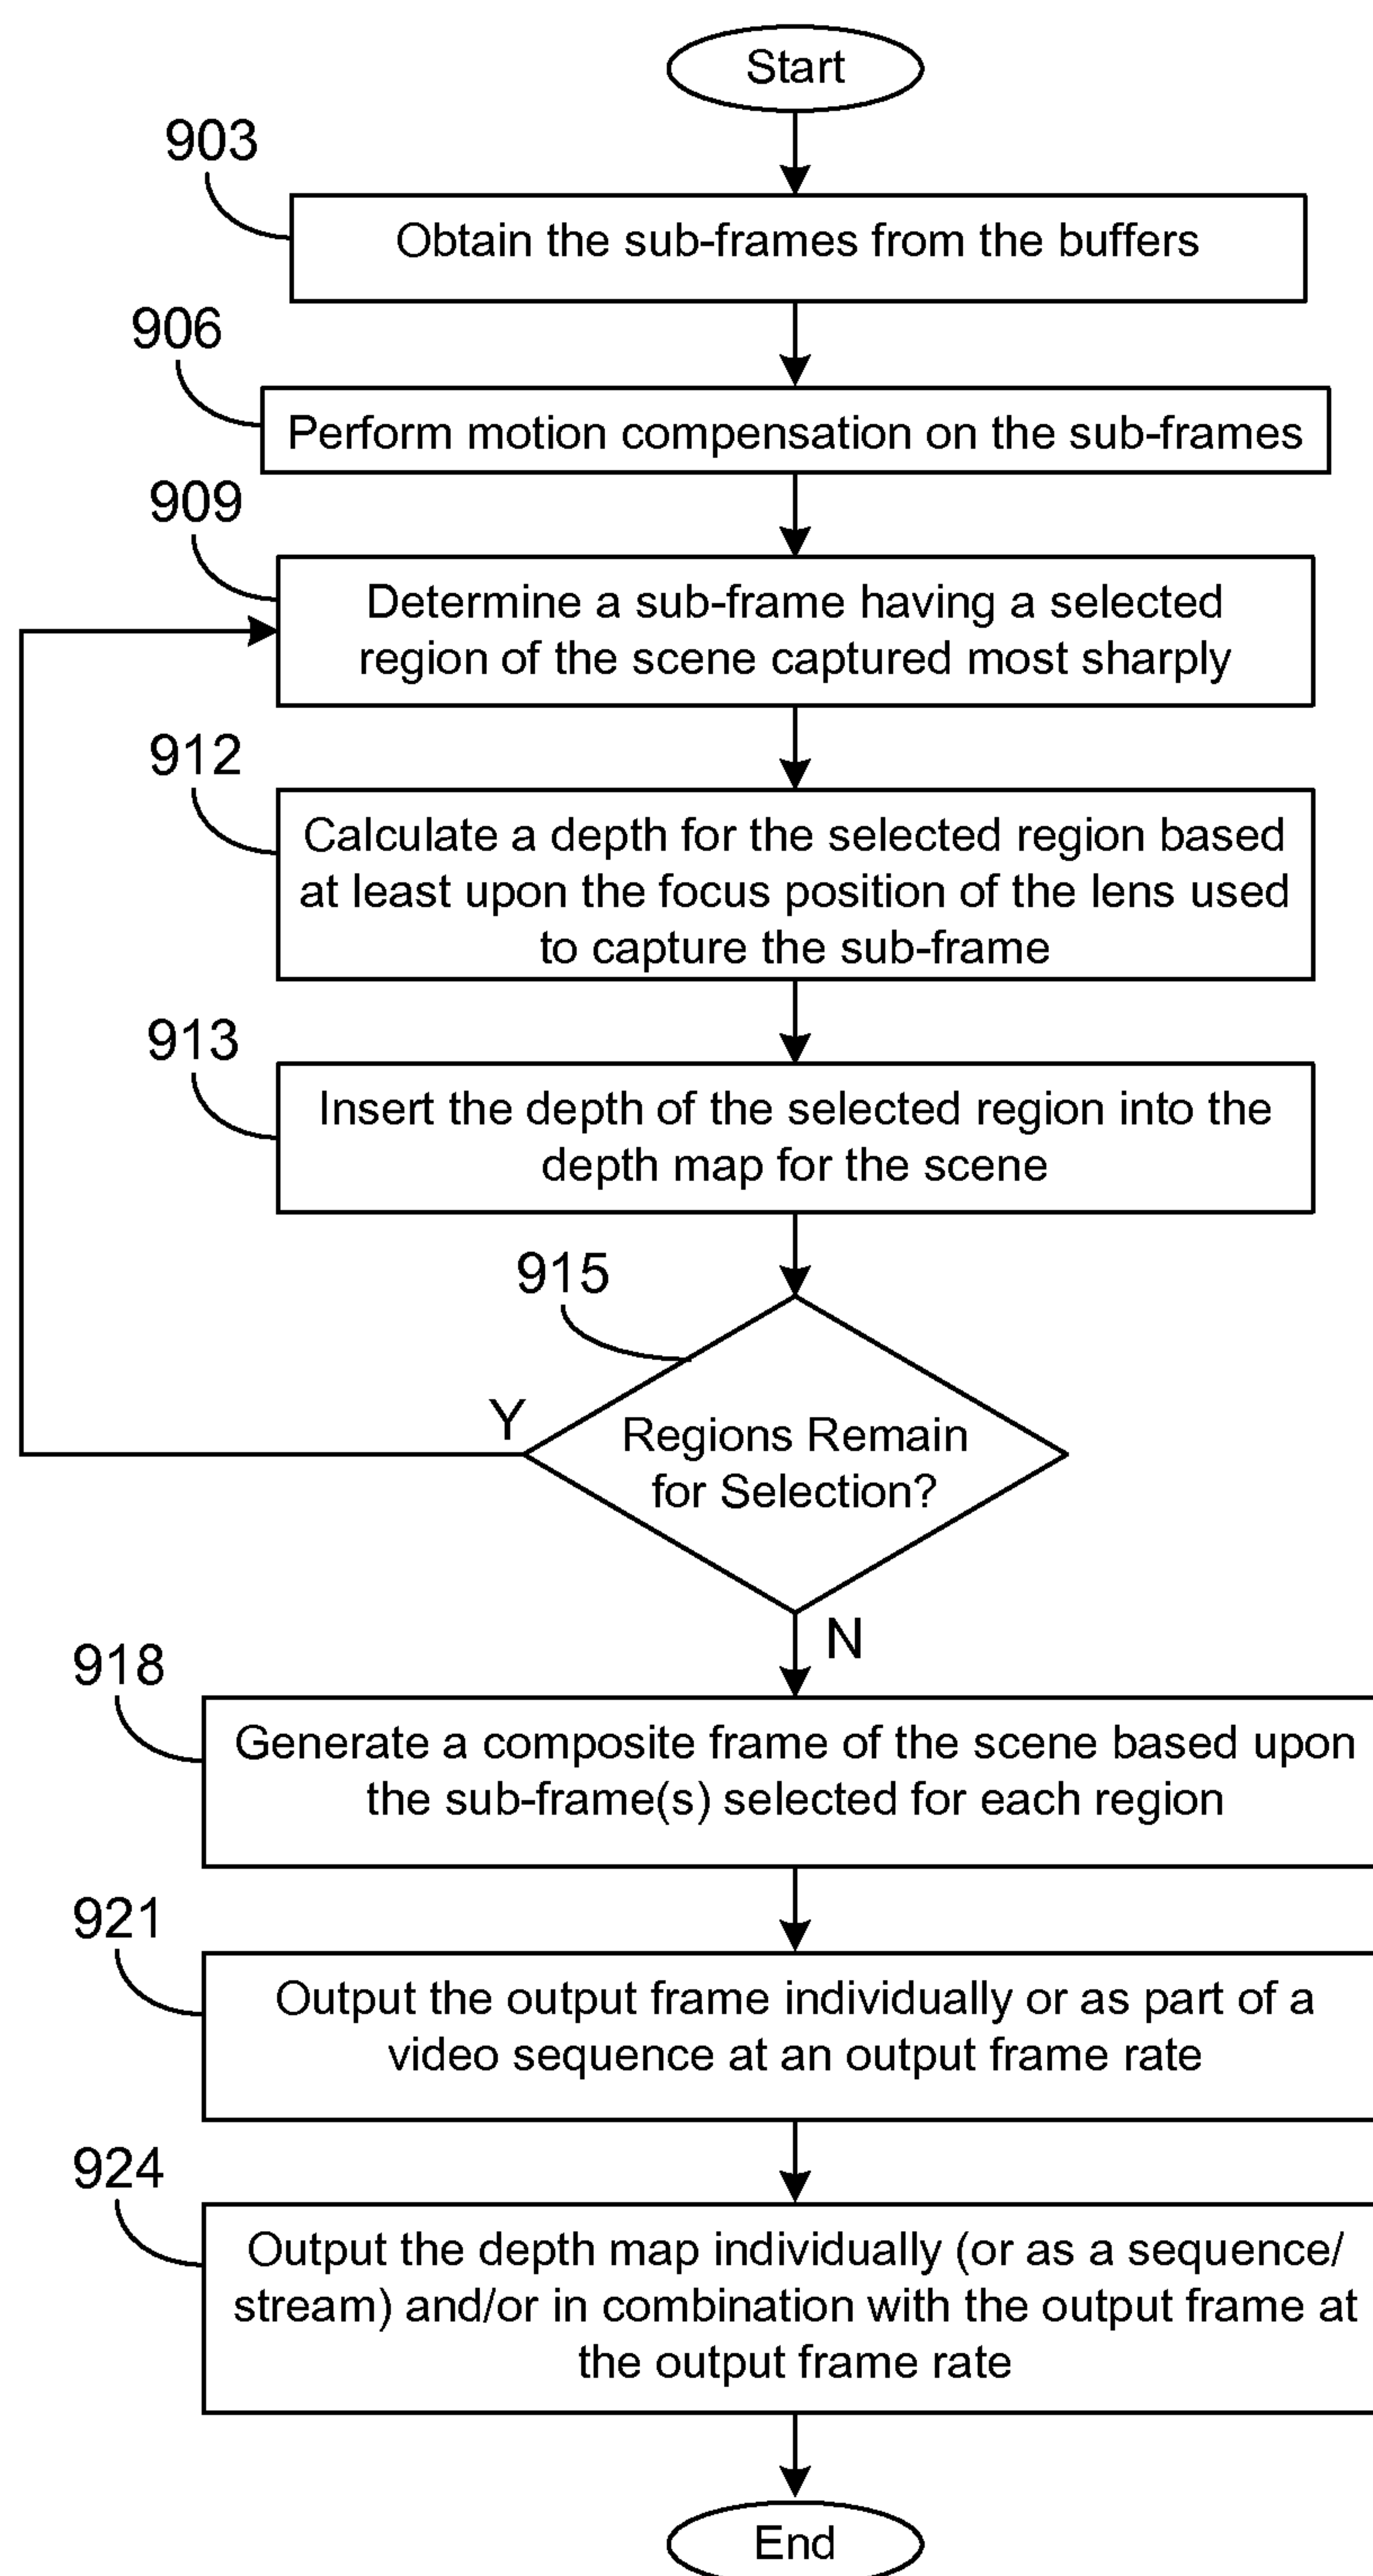 Start
903
Obtain the sub-frames from the buffers
906
Perform motion compensation on the sub-frames
909
Determine a sub-frame having a selected
region of the scene captured most sharply
912
Calculate a depth for the selected region based
at least upon the focus position of the lens used
to capture the sub-frame
913
Insert the depth of the selected region into the
depth map for the scene
915
Y
Regions Remain
for Selection?
N
918
Generate a composite frame of the scene based upon
the sub-frame(s) selected for each region
921
Output the output frame individually or as part of a
video sequence at an output frame rate
924
Output the depth map individually (or as a sequence/
stream) and/or in combination with the output frame at
the output frame rate
End